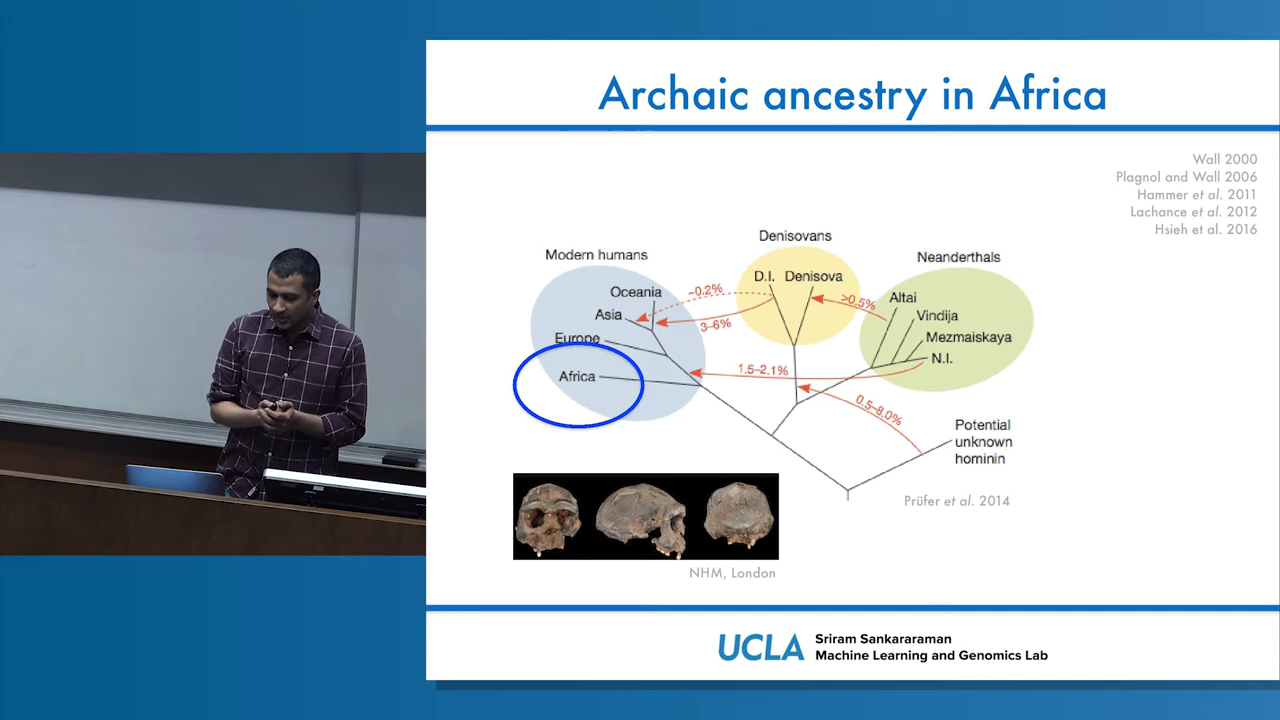 Archaic ancestry in Africa
Wall 2000
Plagnol and Wall 2006
Hammer et al. 2011
Lachance et al. 2012
Hsieh et al. 2016
Denisovans
Modern humans
Neanderthals
D.I. Denisova
Oceania
~0.2%
>0.5%
Altai
Asia
3–6%
Vindija
Europe
Mezmaiskaya
N.I.
1.5–2.1%
Africa
0.5–8.0%
Potential
unknown
hominin
Prüfer et al. 2014
NHM, London
UCLA
Sriram Sankararaman
Machine Learning and Genomics Lab